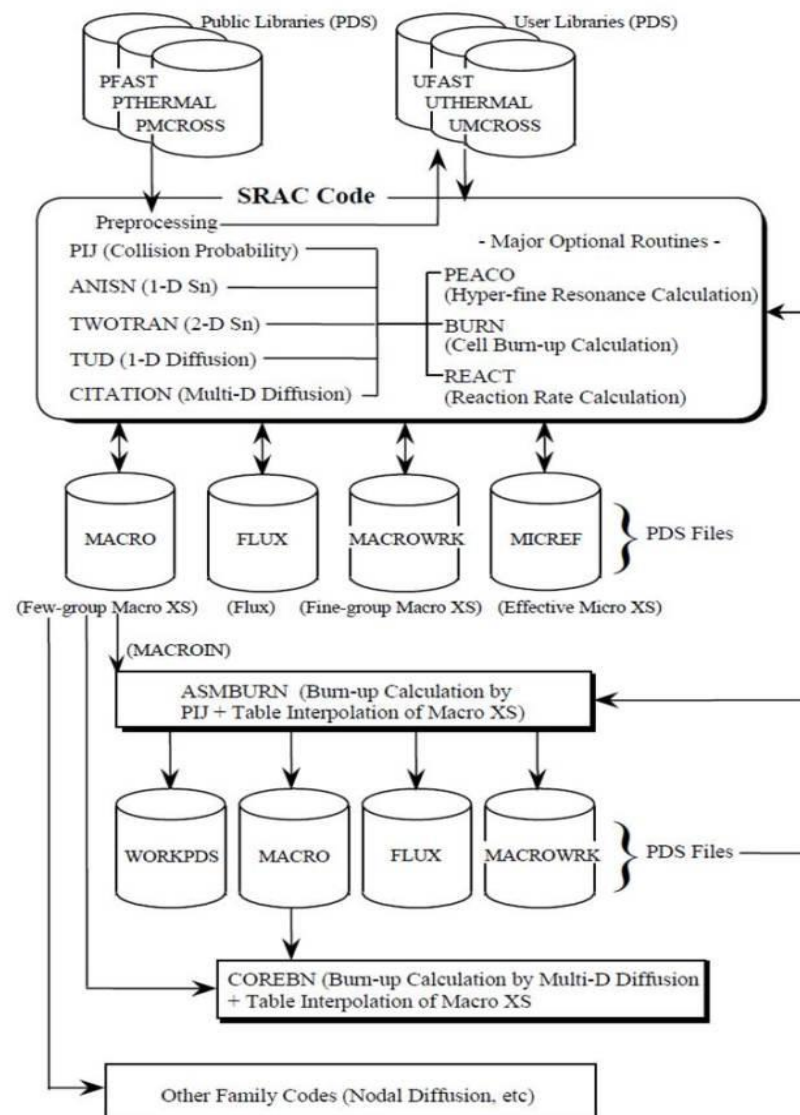 Public Libraries (PDS)
User Libraries (PDS)
PFAST
PTHERMAL
PMCROSS
UFAST
UTHERMAL
UMCROSS
SRAC Code
Preprocessing
PIJ (Collision Probability)
ANISN (1-D Sn)
TWOTRAN (2-D Sn)
TUD (1-D Diffusion)
CITATION (Multi-D Diffusion)
- Major Optional Routines -
PEACO
(Hyper-fine Resonance Calculation)
BURN
(Cell Burn-up Calculation)
REACT
(Reaction Rate Calculation)
MACRO
FLUX
MACROWRK
MICREF
PDS Files
(Few-group Macro XS)
(Flux)
(Fine-group Macro XS)
(Effective Micro XS)
(MACROIN)
ASMBURN (Burn-up Calculation by
PIJ + Table Interpolation of Macro XS)
WORKPDS
MACRO
FLUX
MACROWRK
PDS Files
COREBN (Burn-up Calculation by Multi-D Diffusion
+ Table Interpolation of Macro XS
Other Family Codes (Nodal Diffusion, etc)